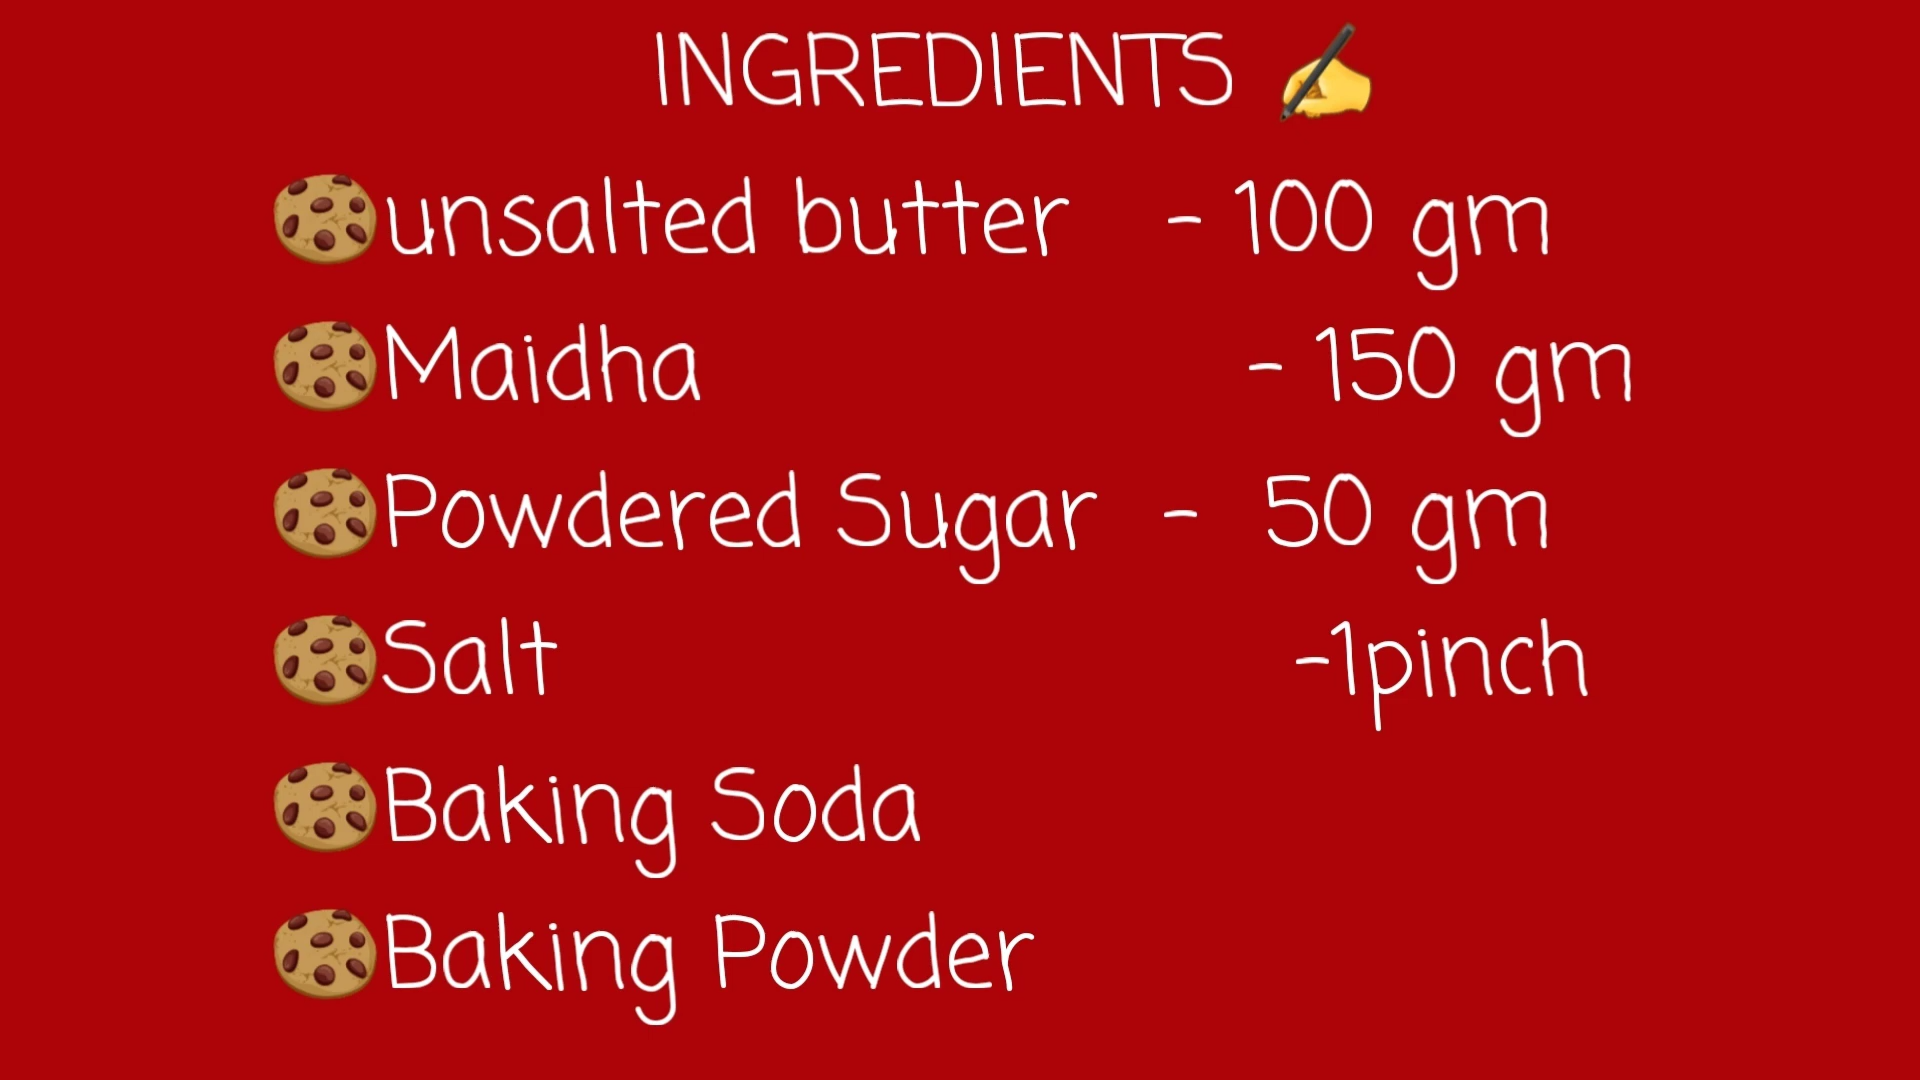 INGREDIENTS ✍
🍪unsalted butter - 100 gm
🍪Maidha - 150 gm
🍪Powdered Sugar - 50 gm
🍪Salt -1pinch
🍪Baking Soda
🍪Baking Powder